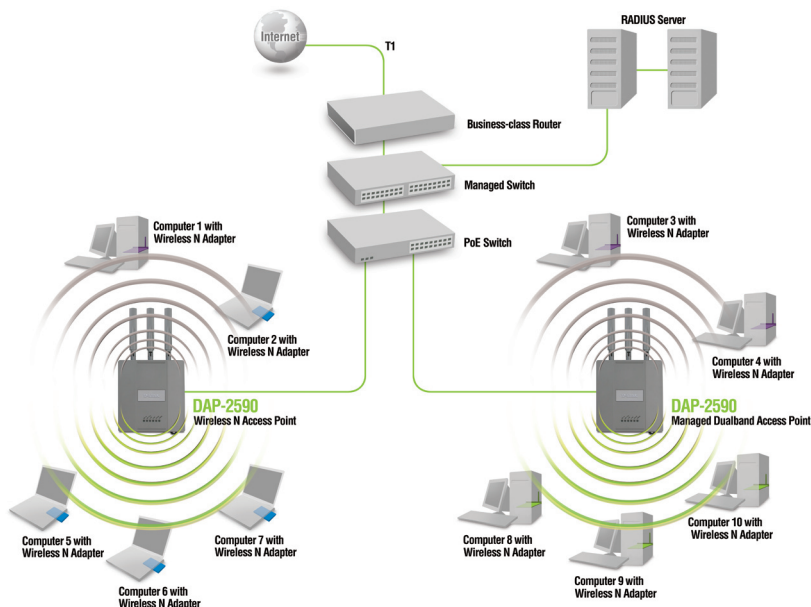 Internet
T1
RADIUS Server
Business-class Router
Managed Switch
PoE Switch
Computer 1 with
Wireless N Adapter
Computer 2 with
Wireless N Adapter
Computer 3 with
Wireless N Adapter
Computer 4 with
Wireless N Adapter
DAP-2590
Wireless N Access Point
DAP-2590
Managed Dualband Access Point
Computer 5 with
Wireless N Adapter
Computer 6 with
Wireless N Adapter
Computer 7 with
Wireless N Adapter
Computer 8 with
Wireless N Adapter
Computer 9 with
Wireless N Adapter
Computer 10 with
Wireless N Adapter